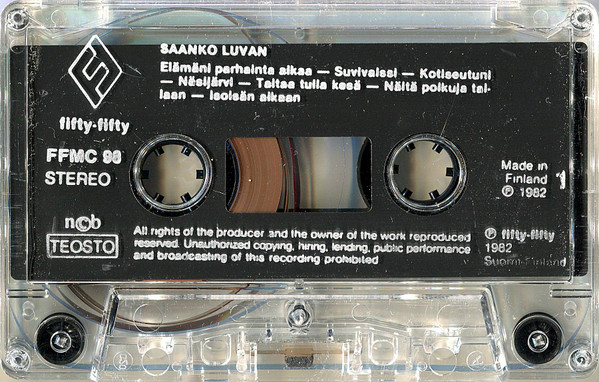 SAANKO LUVAN
Elämäni parhainta aikaa — Suvivalssi — Kotiseutuni
— Näsijärvi — Taitaa tulla kesä — Näitä polkuja tal-
laan — Isoisän aikaan
fifty-fifty
FFMC 98
STEREO
Made in
Finland
℗ 1982
1
n©b
TEOSTO
All rights of the producer and the owner of the work reproduced
reserved. Unauthorized copying, hiring, lending, public performance
and broadcasting of this recording prohibited
℗ fifty-fifty
1982
Suomi-Finland